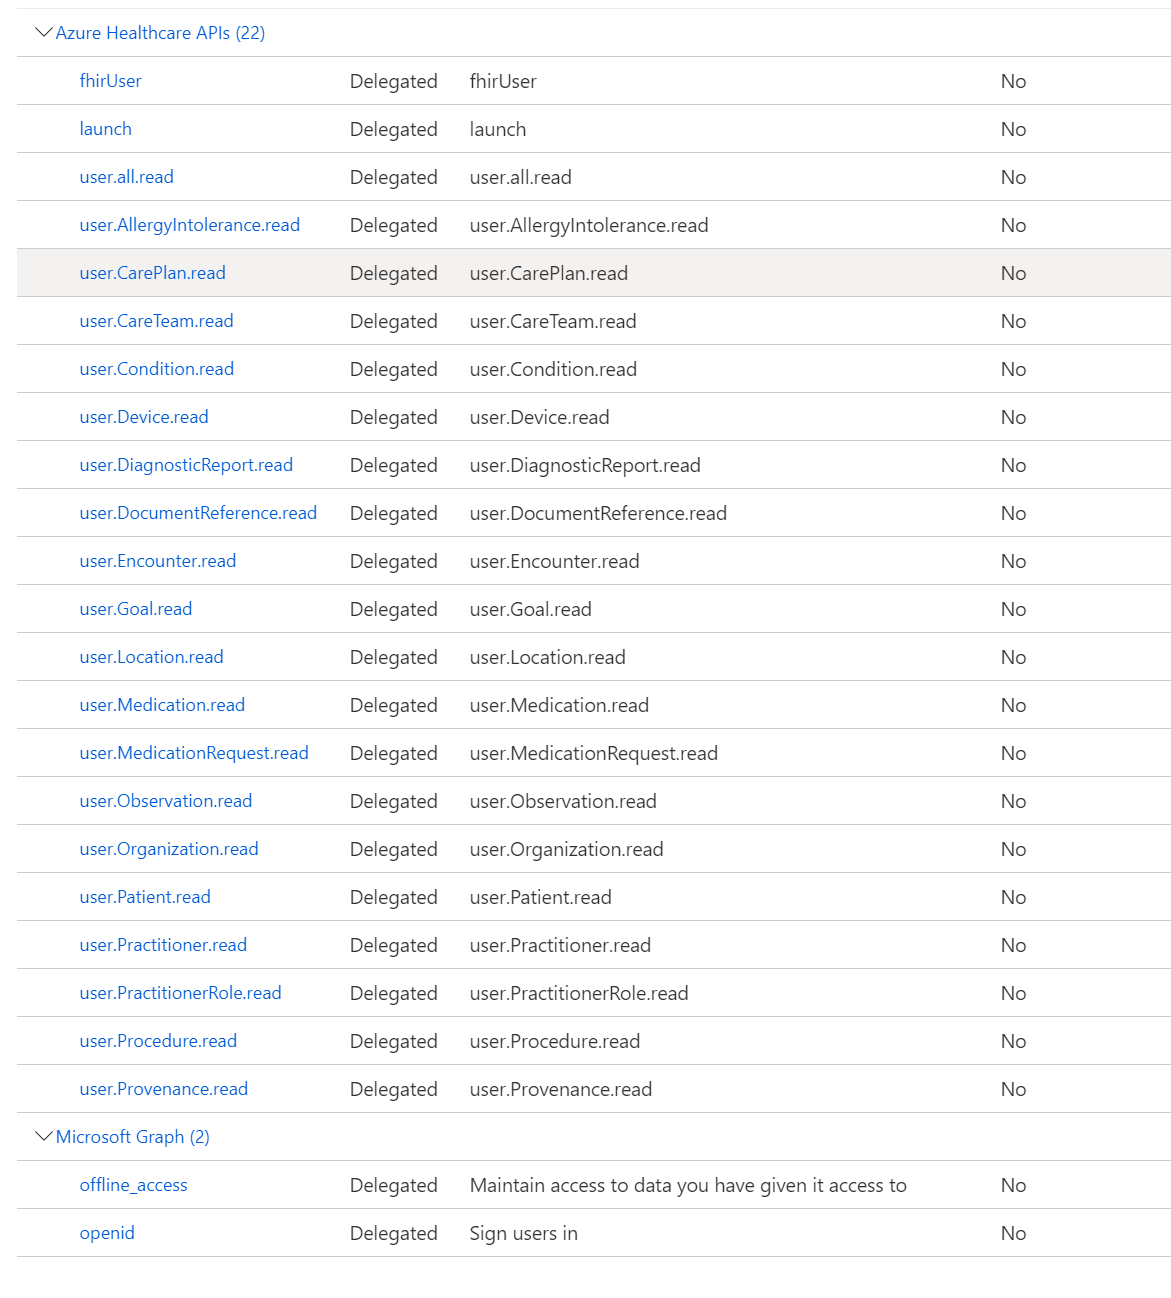 Azure Healthcare APIs (22)
fhirUser Delegated fhirUser No
launch Delegated launch No
user.all.read Delegated user.all.read No
user.AllergyIntolerance.read Delegated user.AllergyIntolerance.read No
user.CarePlan.read Delegated user.CarePlan.read No
user.CareTeam.read Delegated user.CareTeam.read No
user.Condition.read Delegated user.Condition.read No
user.Device.read Delegated user.Device.read No
user.DiagnosticReport.read Delegated user.DiagnosticReport.read No
user.DocumentReference.read Delegated user.DocumentReference.read No
user.Encounter.read Delegated user.Encounter.read No
user.Goal.read Delegated user.Goal.read No
user.Location.read Delegated user.Location.read No
user.Medication.read Delegated user.Medication.read No
user.MedicationRequest.read Delegated user.MedicationRequest.read No
user.Observation.read Delegated user.Observation.read No
user.Organization.read Delegated user.Organization.read No
user.Patient.read Delegated user.Patient.read No
user.Practitioner.read Delegated user.Practitioner.read No
user.PractitionerRole.read Delegated user.PractitionerRole.read No
user.Procedure.read Delegated user.Procedure.read No
user.Provenance.read Delegated user.Provenance.read No
Microsoft Graph (2)
offline_access Delegated Maintain access to data you have given it access to No
openid Delegated Sign users in No